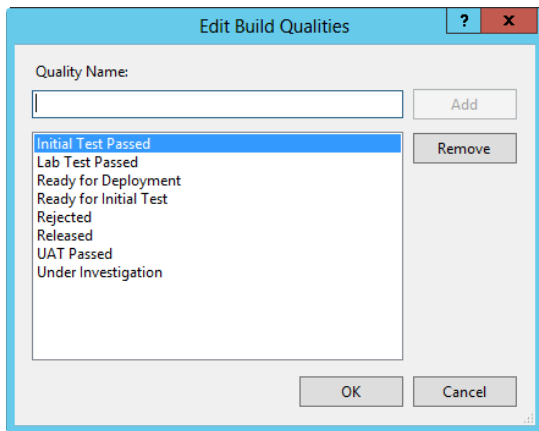 Edit Build Qualities
?
x
Quality Name:
Add
Initial Test Passed
Remove
Lab Test Passed
Ready for Deployment
Ready for Initial Test
Rejected
Released
UAT Passed
Under Investigation
OK
Cancel